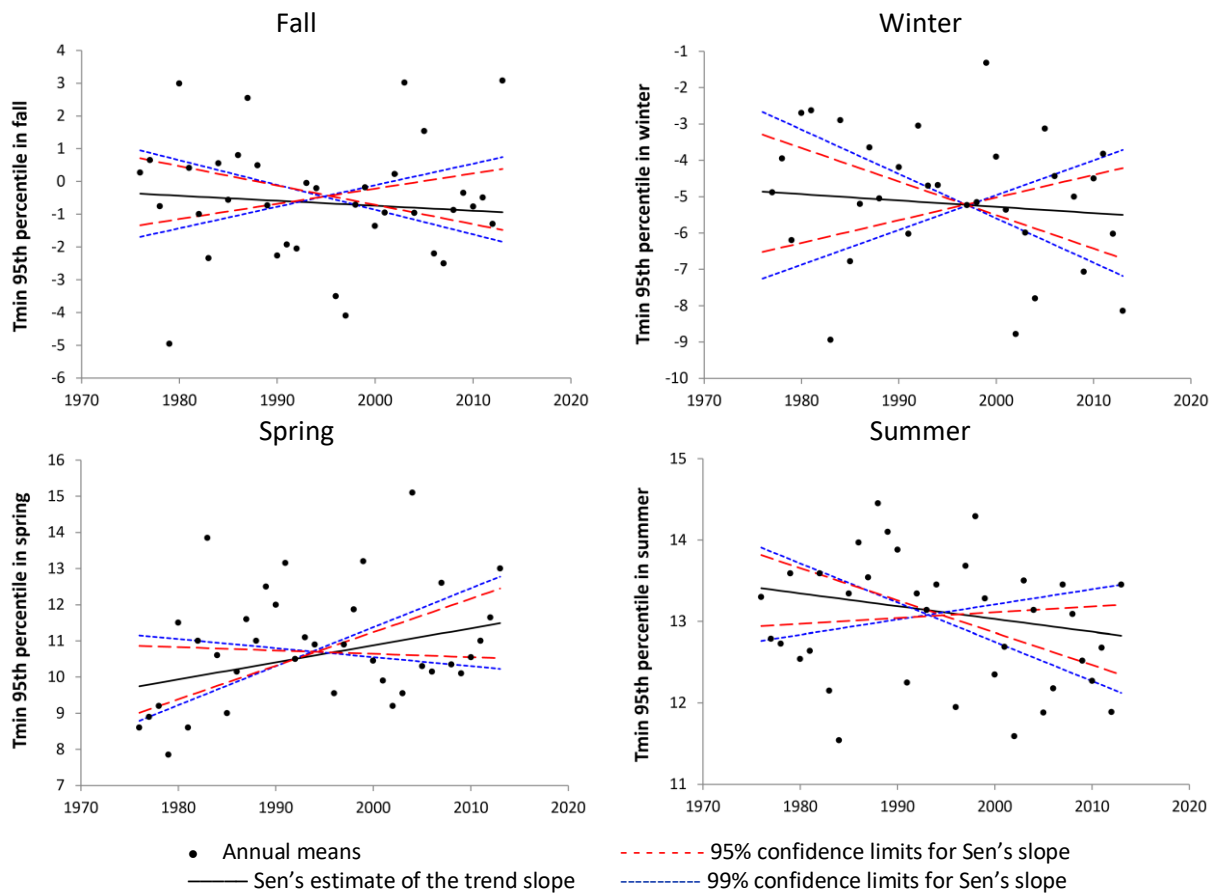 Fall
Tmin 95th percentile in fall
4
3
2
1
0
-1
-2
-3
-4
-5
-6
1970 1980 1990 2000 2010 2020
Winter
Tmin 95th percentile in winter
-1
-2
-3
-4
-5
-6
-7
-8
-9
-10
1970 1980 1990 2000 2010 2020
Spring
Tmin 95th percentile in spring
16
15
14
13
12
11
10
9
8
7
1970 1980 1990 2000 2010 2020
Summer
Tmin 95th percentile in summer
15
14
13
12
11
1970 1980 1990 2000 2010 2020
Annual means
95% confidence limits for Sen’s slope
Sen’s estimate of the trend slope
99% confidence limits for Sen’s slope